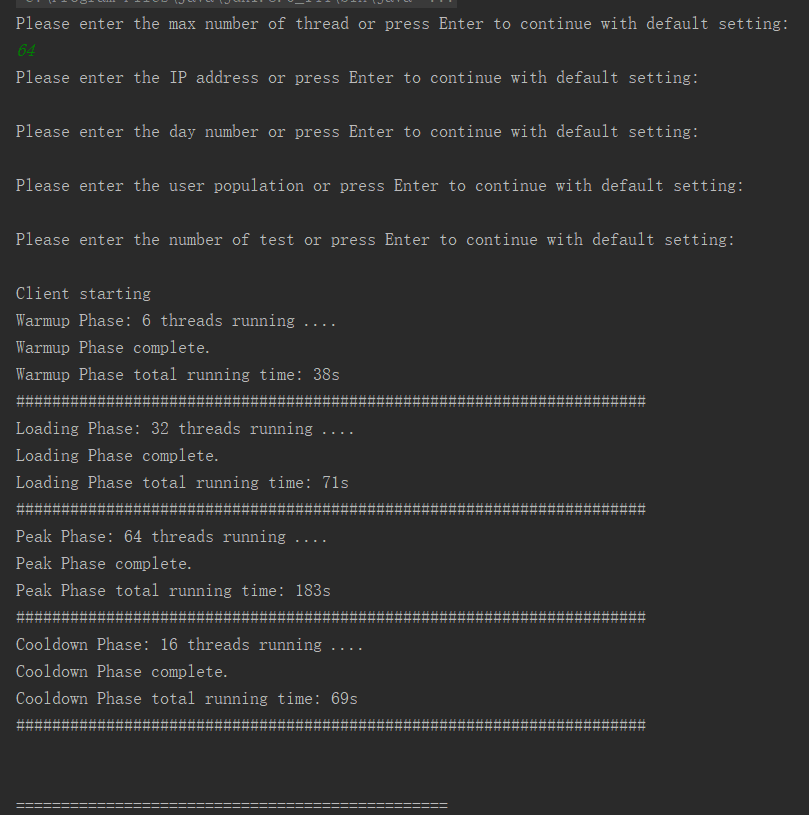 Please enter the max number of thread or press Enter to continue with default setting:
64
Please enter the IP address or press Enter to continue with default setting:
Please enter the day number or press Enter to continue with default setting:
Please enter the user population or press Enter to continue with default setting:
Please enter the number of test or press Enter to continue with default setting:
Client starting
Warmup Phase: 6 threads running ....
Warmup Phase complete.
Warmup Phase total running time: 38s
######################################################################
Loading Phase: 32 threads running ....
Loading Phase complete.
Loading Phase total running time: 71s
######################################################################
Peak Phase: 64 threads running ....
Peak Phase complete.
Peak Phase total running time: 183s
######################################################################
Cooldown Phase: 16 threads running ....
Cooldown Phase complete.
Cooldown Phase total running time: 69s
######################################################################
================================================